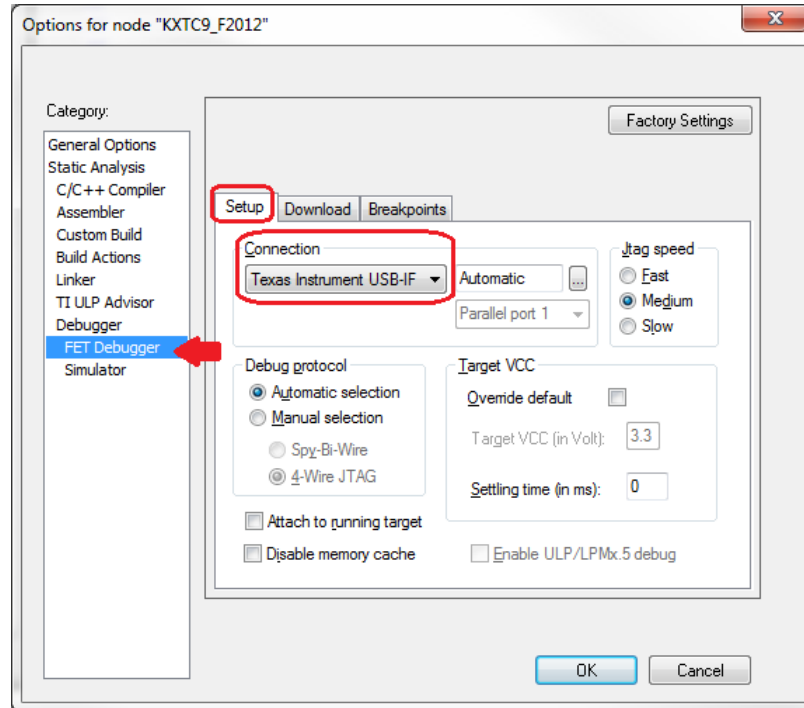 Options for node "KXTC9_F2012"
Category:
Factory Settings
General Options
Static Analysis
C/C++ Compiler
Assembler
Custom Build
Build Actions
Linker
TI ULP Advisor
Debugger
FET Debugger
Simulator
Setup Download Breakpoints
Connection
Texas Instrument USB-IF Automatic ...
Parallel port 1
Jtag speed
Fast
Medium
Slow
Debug protocol
Automatic selection
Manual selection
Spy-Bi-Wire
4-Wire JTAG
Target VCC
Override default
Target VCC (in Volt): 3.3
Settling time (in ms): 0
Attach to running target
Disable memory cache Enable ULP/LPMx.5 debug
OK Cancel